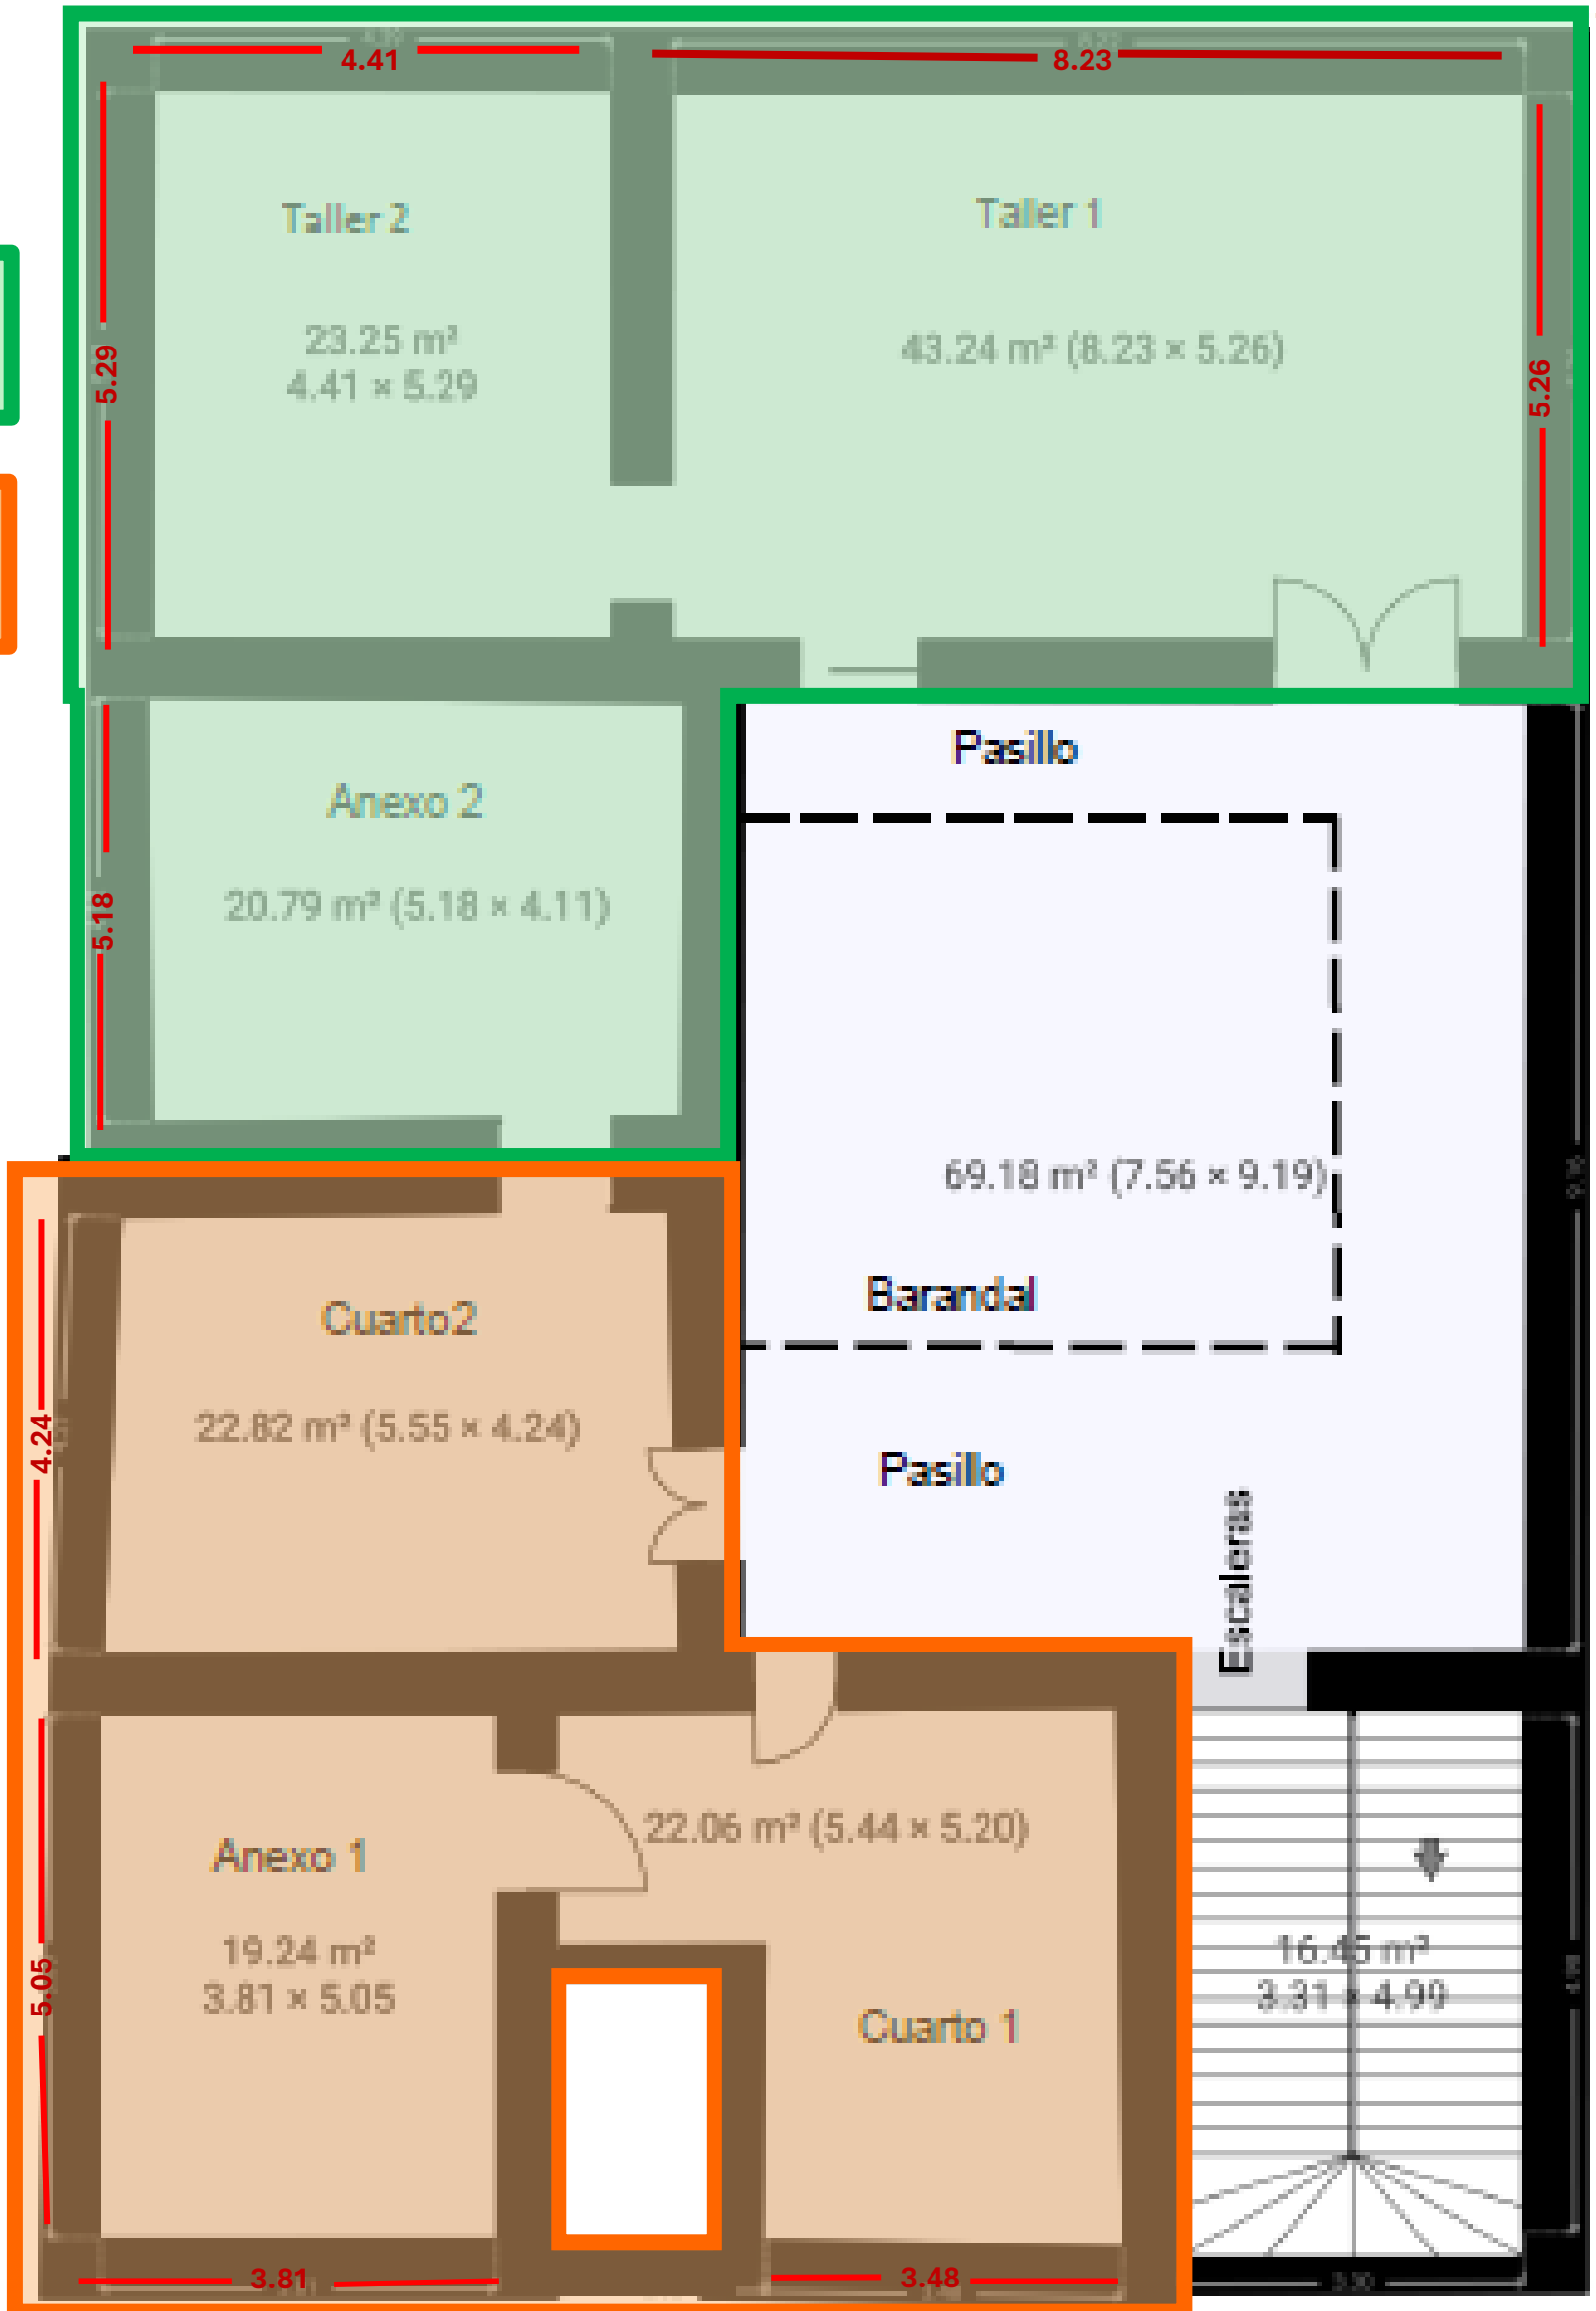 4.41
8.23
Taller 2
Taller 1
23.25 m²
4.41 × 5.29
43.24 m² (8.23 × 5.26)
5.29
5.26
Pasillo
Anexo 2
20.79 m² (5.18 × 4.11)
5.18
69.18 m² (7.56 × 9.19)
Barandal
Cuarto2
22.82 m² (5.55 × 4.24)
4.24
Pasillo
Escaleras
22.06 m² (5.44 × 5.20)
Anexo 1
19.24 m²
3.81 × 5.05
5.05
16.45 m²
3.31 × 4.99
Cuarto 1
3.81
3.48